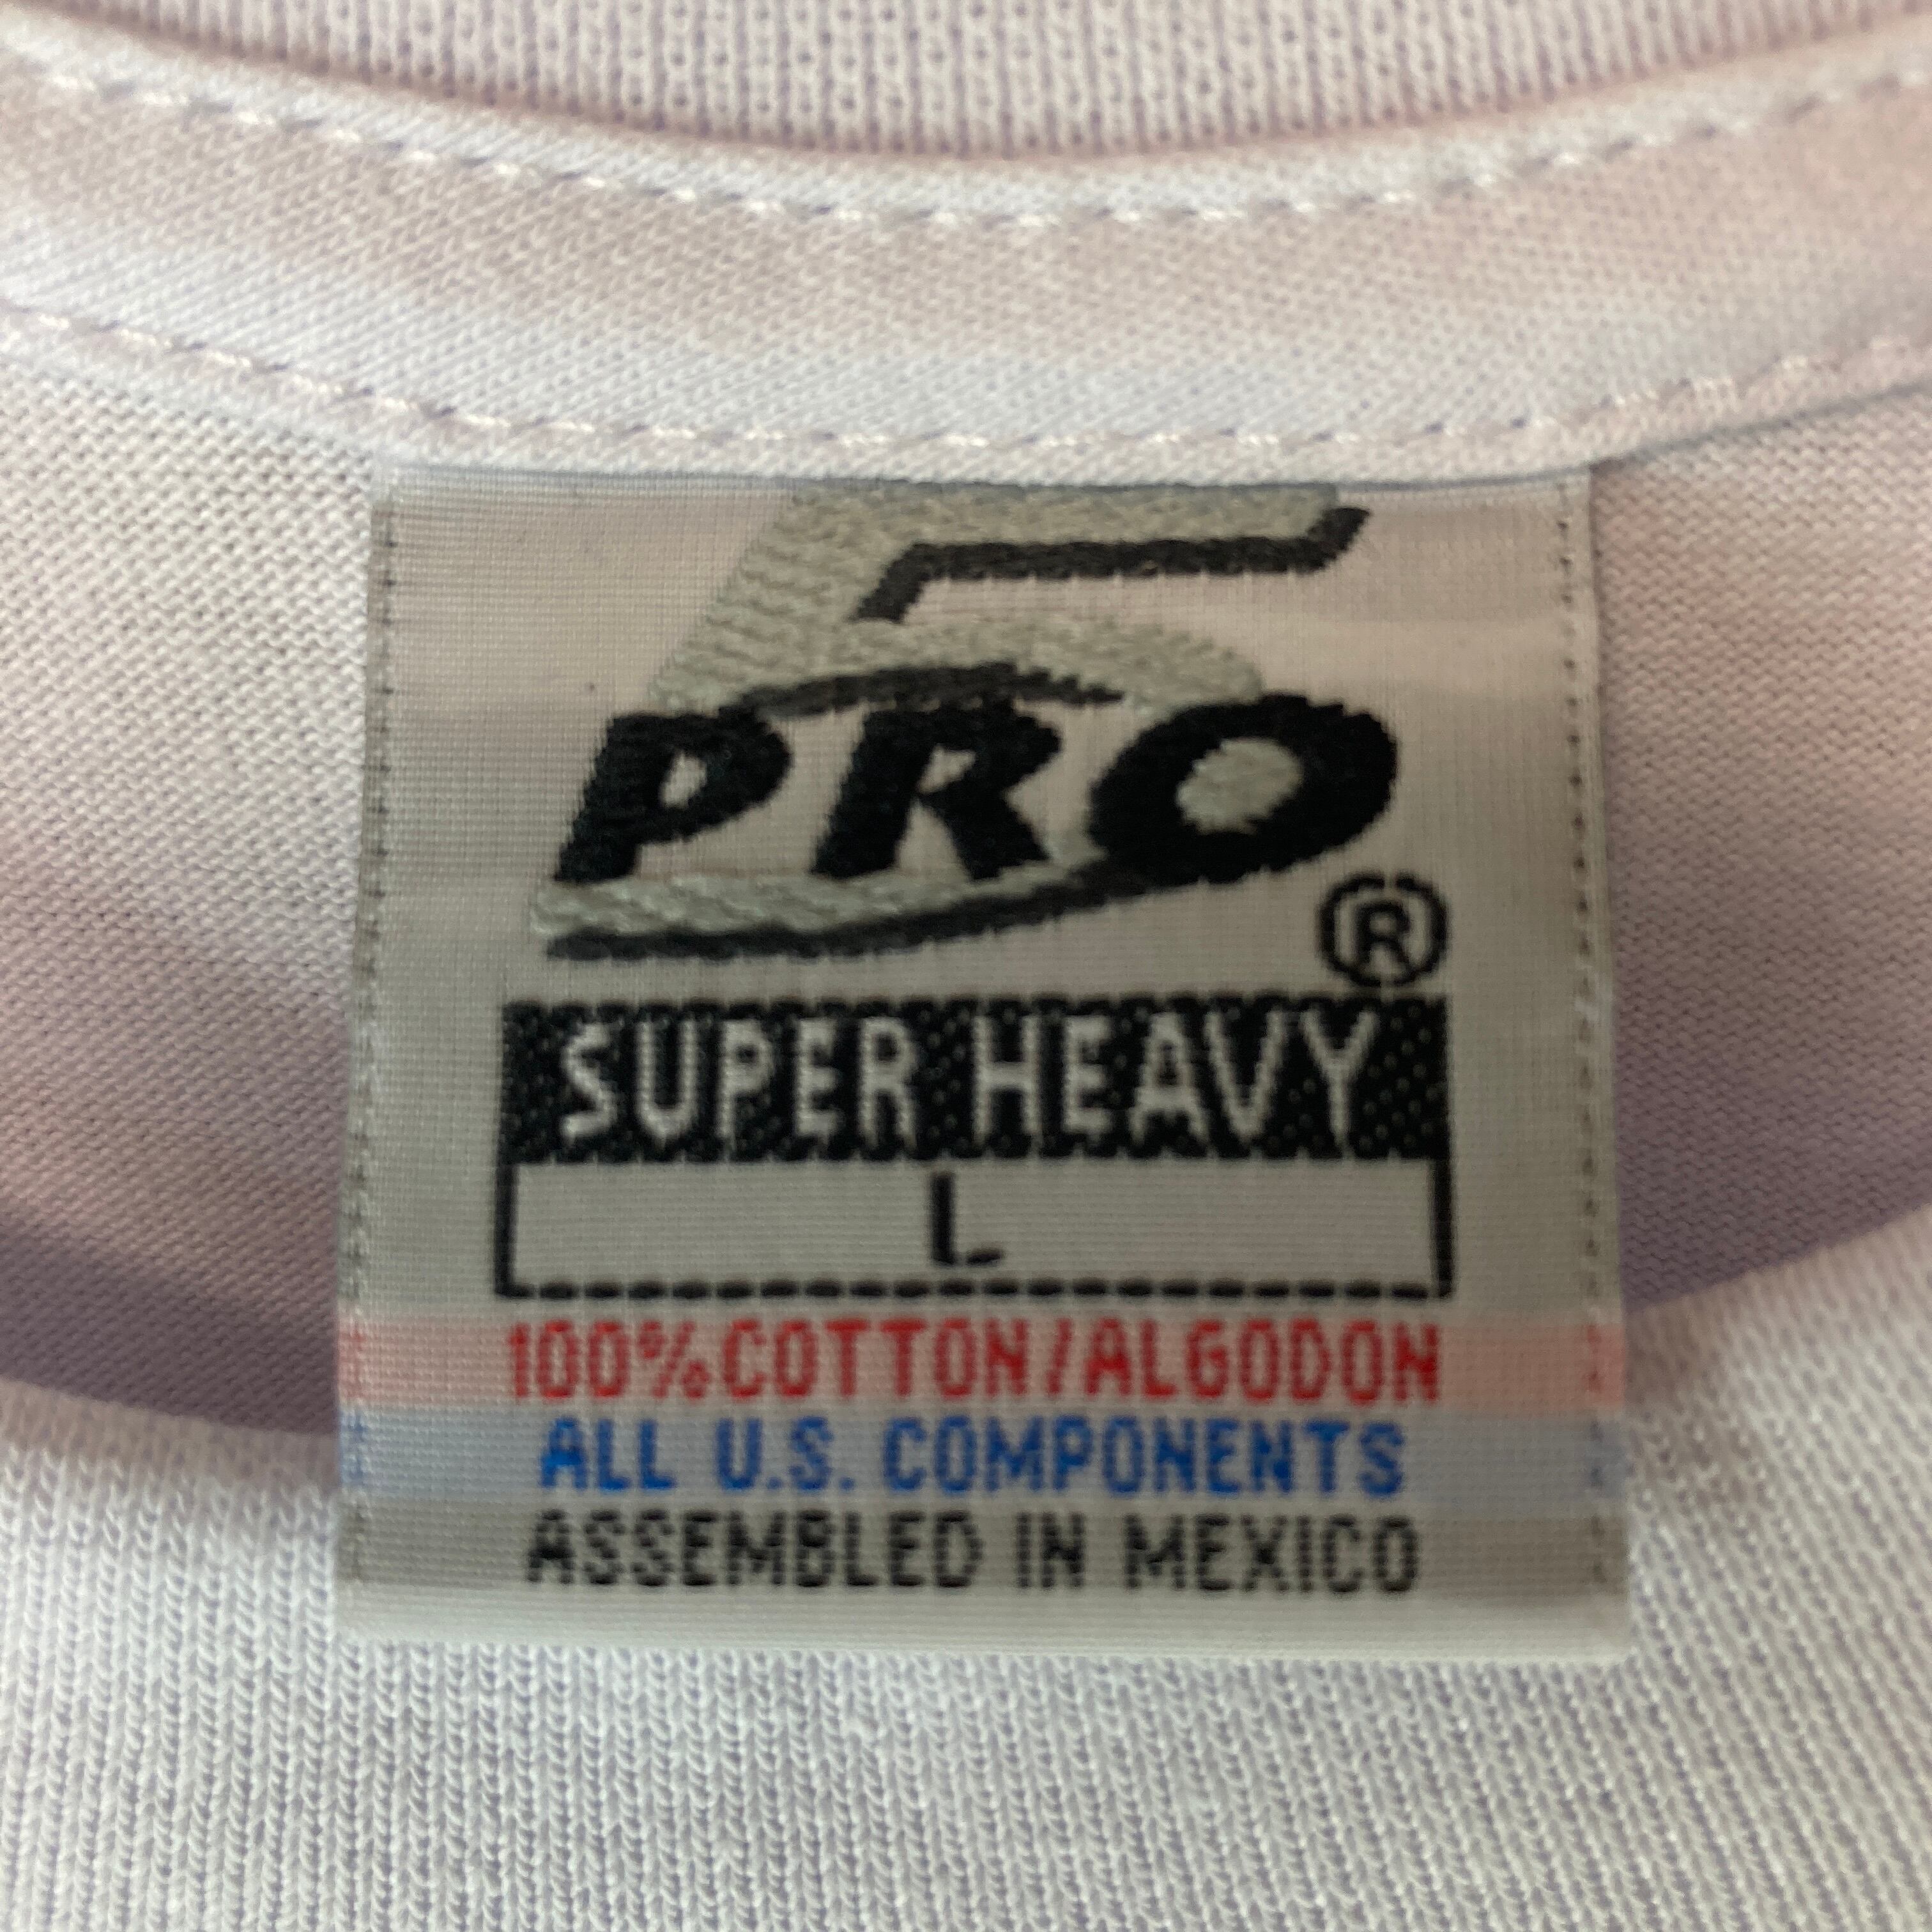 5
PRO
®
SUPER HEAVY
L
100% COTTON/ALGODON
ALL U.S. COMPONENTS
ASSEMBLED IN MEXICO